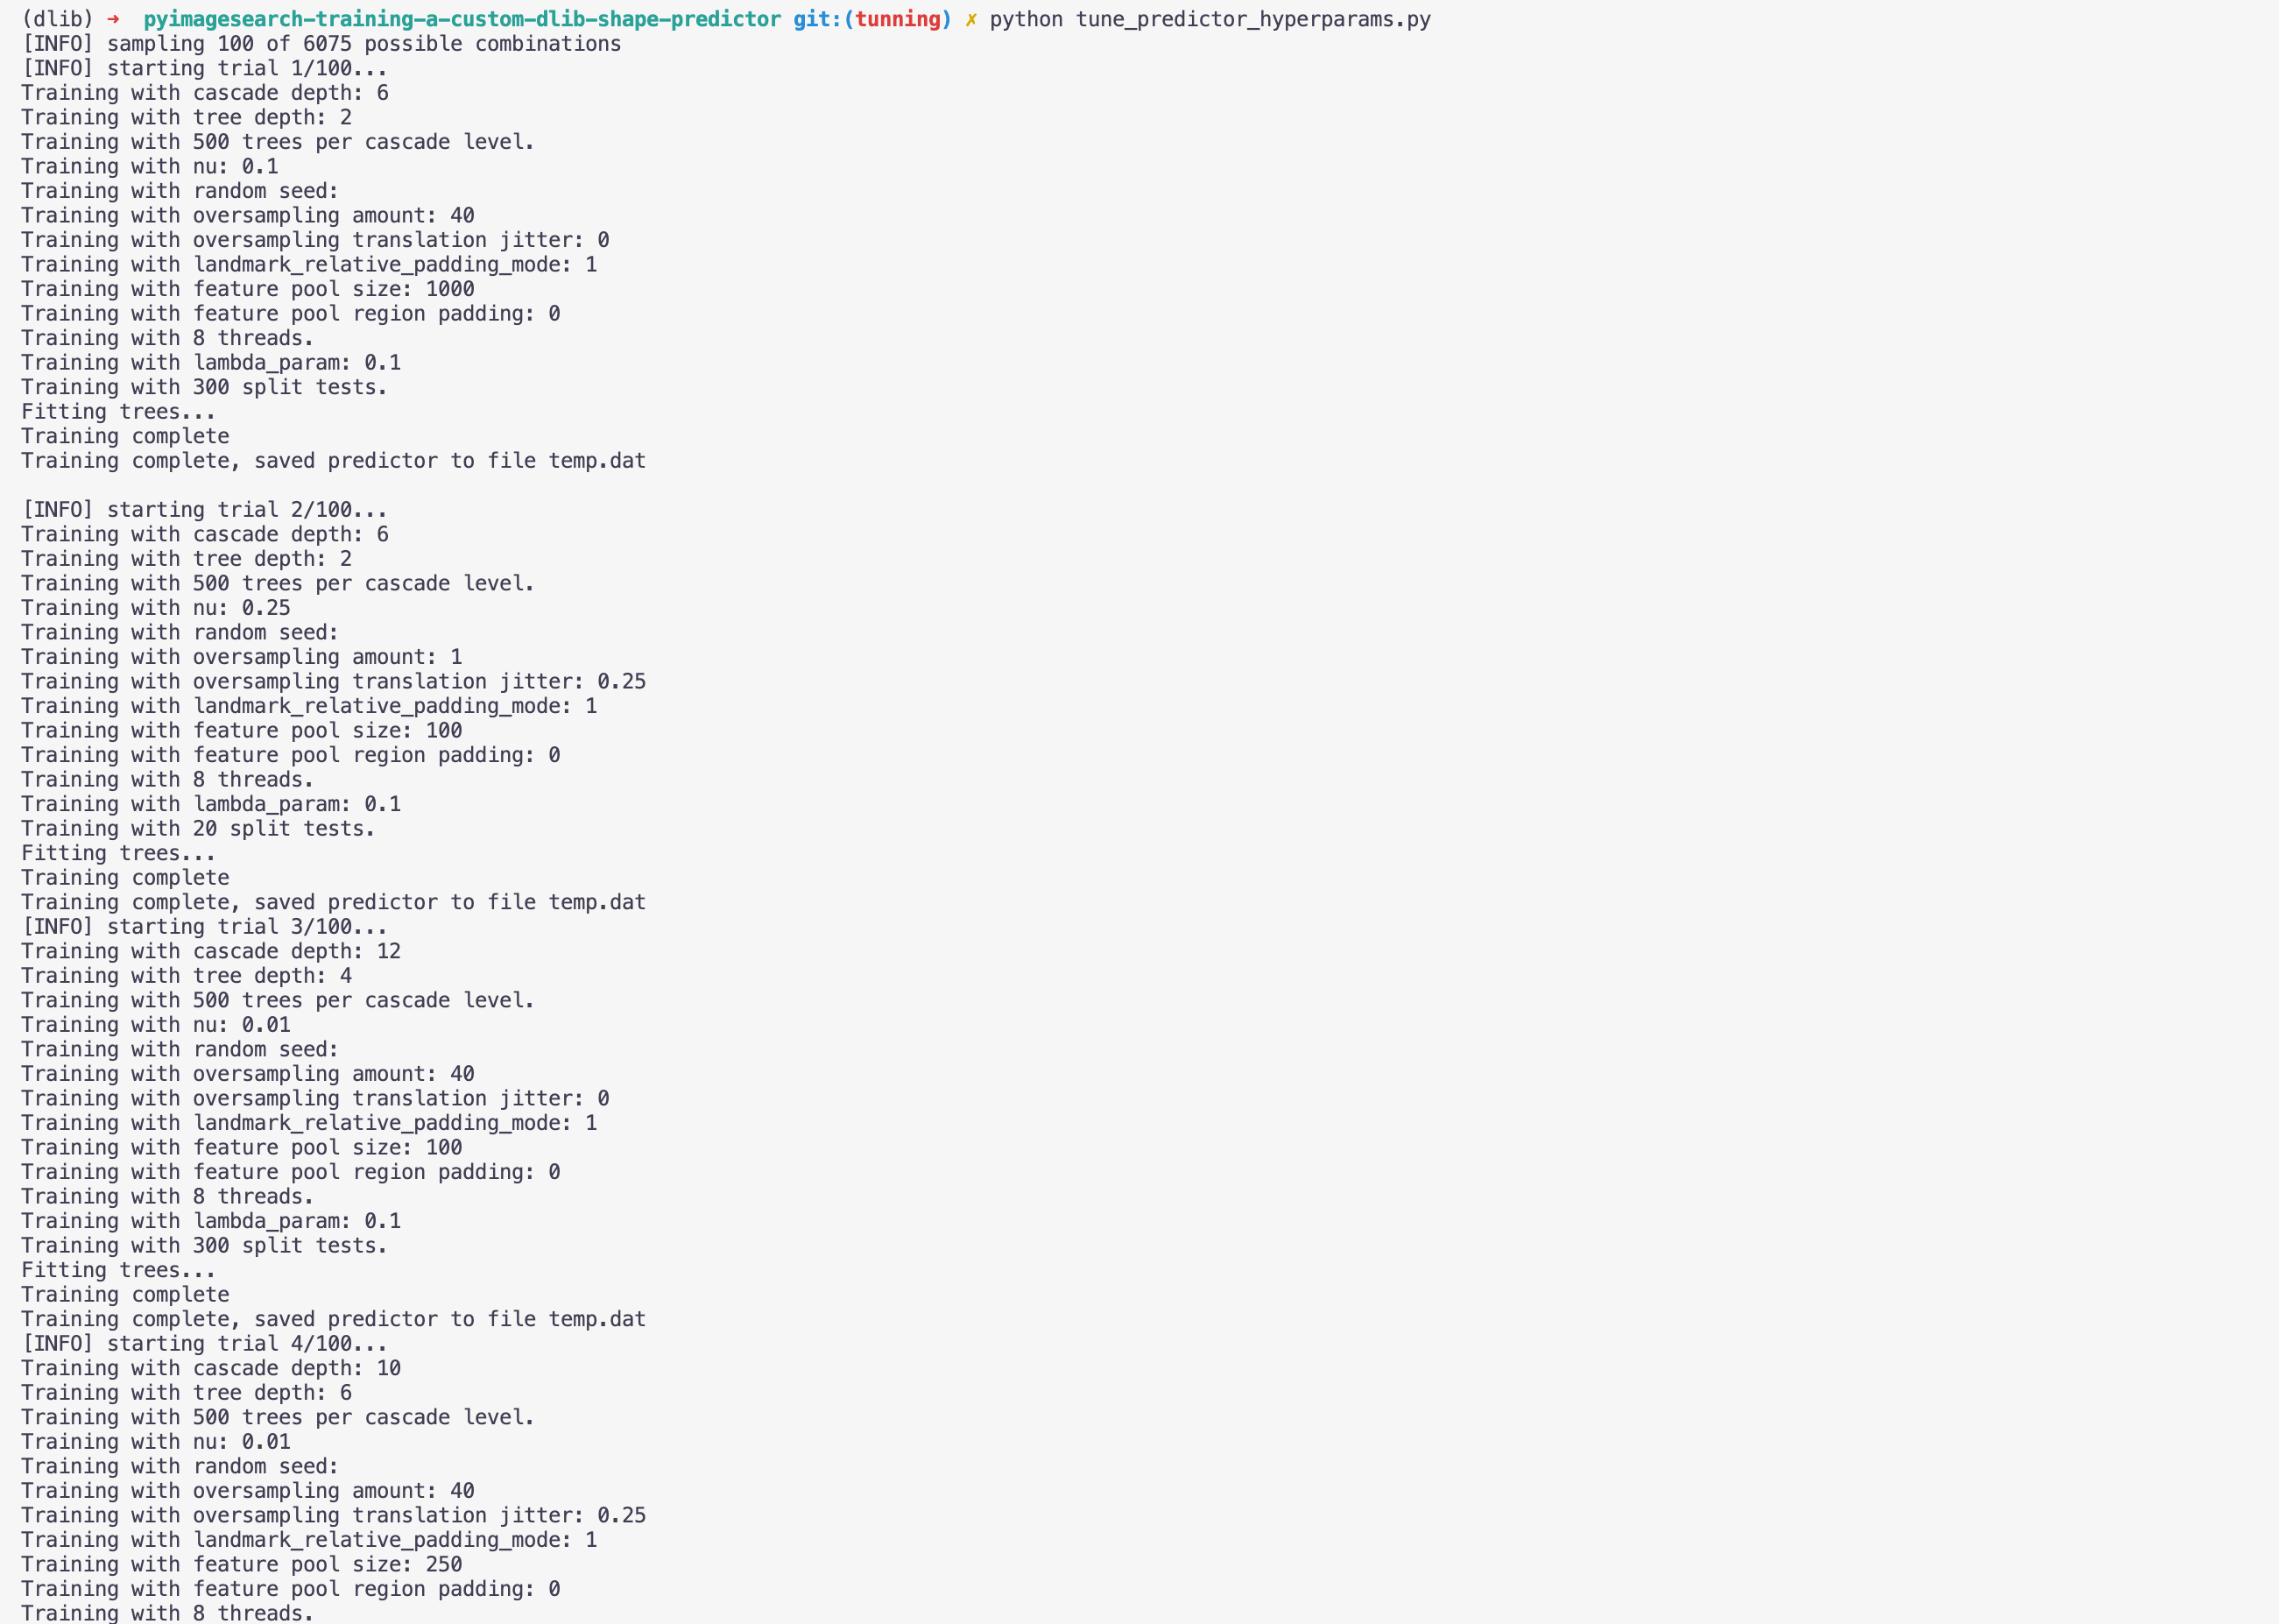 (dlib) ➜  pyimagesearch-training-a-custom-dlib-shape-predictor git:(tunning) ✗ python tune_predictor_hyperparams.py
[INFO] sampling 100 of 6075 possible combinations
[INFO] starting trial 1/100...
Training with cascade depth: 6
Training with tree depth: 2
Training with 500 trees per cascade level.
Training with nu: 0.1
Training with random seed:
Training with oversampling amount: 40
Training with oversampling translation jitter: 0
Training with landmark_relative_padding_mode: 1
Training with feature pool size: 1000
Training with feature pool region padding: 0
Training with 8 threads.
Training with lambda_param: 0.1
Training with 300 split tests.
Fitting trees...
Training complete
Training complete, saved predictor to file temp.dat

[INFO] starting trial 2/100...
Training with cascade depth: 6
Training with tree depth: 2
Training with 500 trees per cascade level.
Training with nu: 0.25
Training with random seed:
Training with oversampling amount: 1
Training with oversampling translation jitter: 0.25
Training with landmark_relative_padding_mode: 1
Training with feature pool size: 100
Training with feature pool region padding: 0
Training with 8 threads.
Training with lambda_param: 0.1
Training with 20 split tests.
Fitting trees...
Training complete
Training complete, saved predictor to file temp.dat
[INFO] starting trial 3/100...
Training with cascade depth: 12
Training with tree depth: 4
Training with 500 trees per cascade level.
Training with nu: 0.01
Training with random seed:
Training with oversampling amount: 40
Training with oversampling translation jitter: 0
Training with landmark_relative_padding_mode: 1
Training with feature pool size: 100
Training with feature pool region padding: 0
Training with 8 threads.
Training with lambda_param: 0.1
Training with 300 split tests.
Fitting trees...
Training complete
Training complete, saved predictor to file temp.dat
[INFO] starting trial 4/100...
Training with cascade depth: 10
Training with tree depth: 6
Training with 500 trees per cascade level.
Training with nu: 0.01
Training with random seed:
Training with oversampling amount: 40
Training with oversampling translation jitter: 0.25
Training with landmark_relative_padding_mode: 1
Training with feature pool size: 250
Training with feature pool region padding: 0
Training with 8 threads.